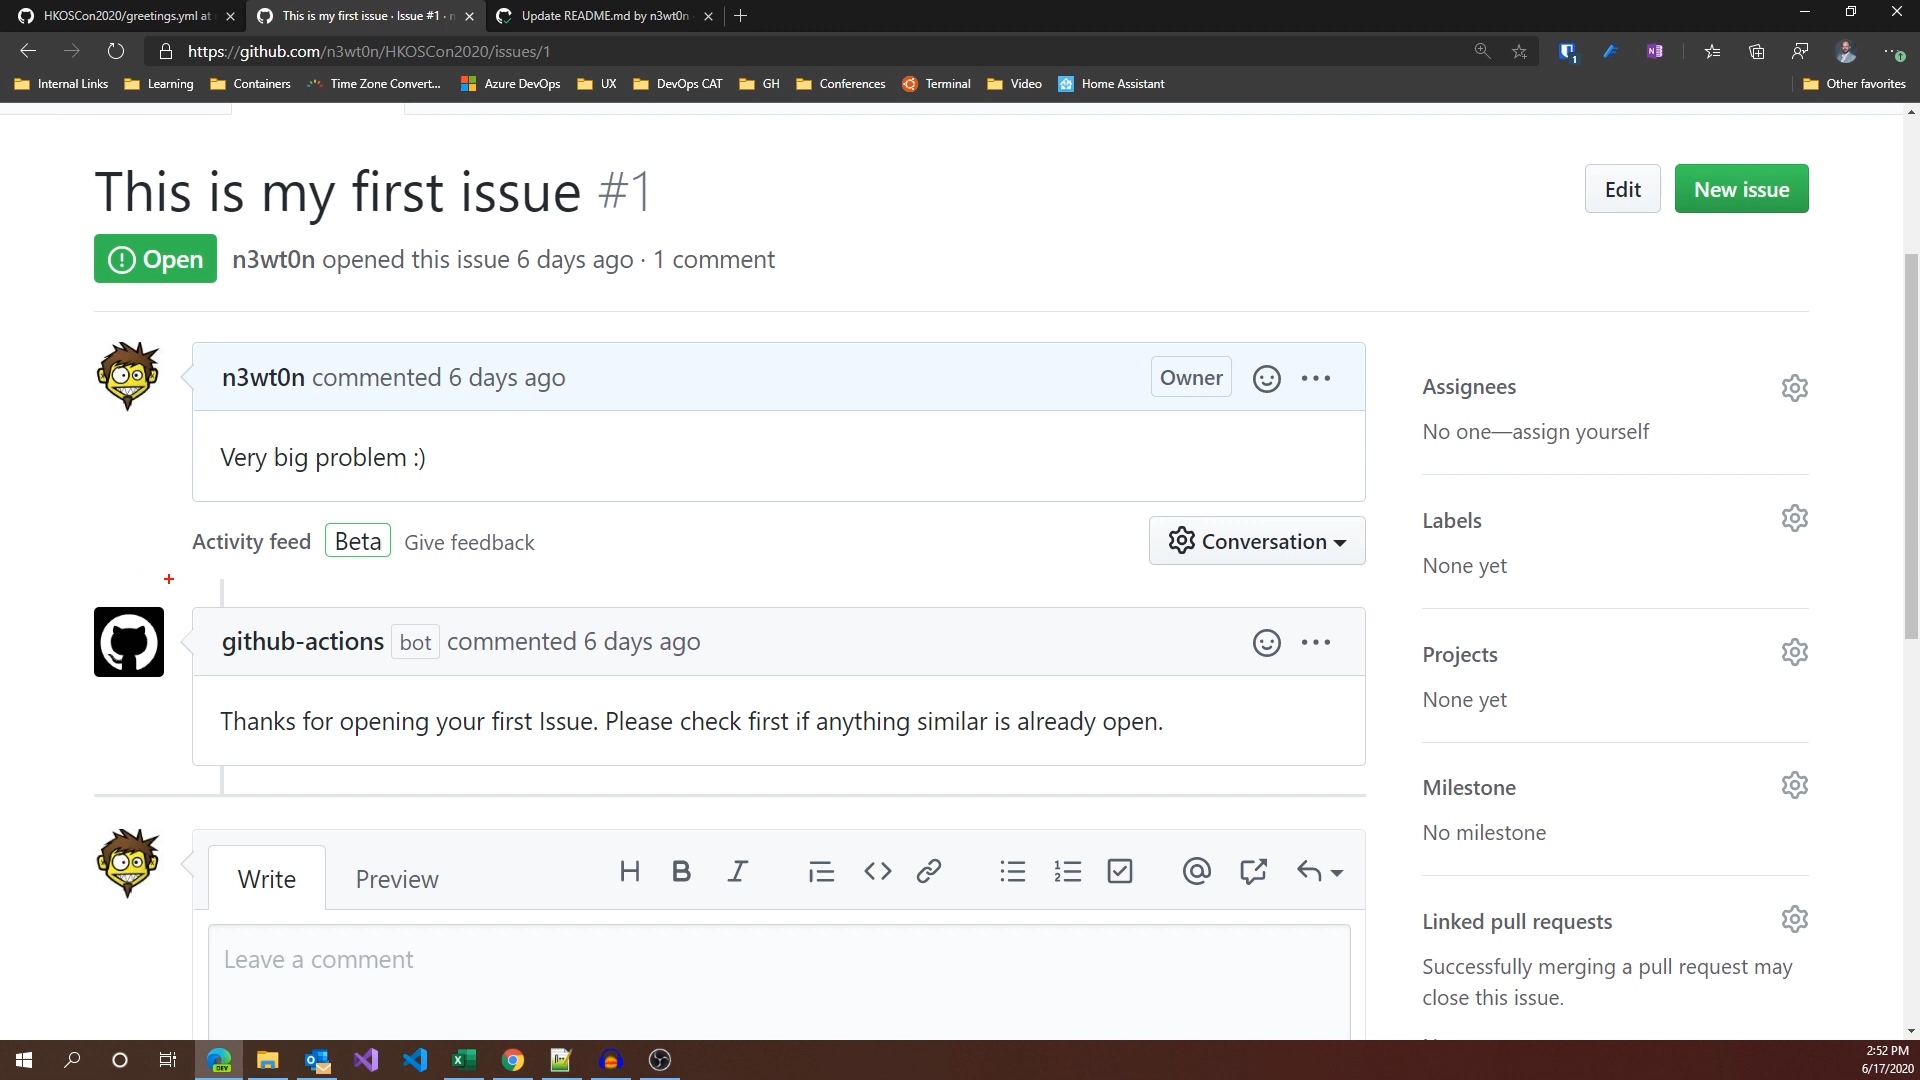 HKOSCon2020/greetings.yml at
This is my first issue · Issue #1 ·
Update README.md by n3wt0n
https://github.com/n3wt0n/HKOSCon2020/issues/1
1
Internal Links
Learning
Containers
Time Zone Convert...
Azure DevOps
UX
DevOps CAT
GH
Conferences
Terminal
Video
Home Assistant
Other favorites
This is my first issue #1
Edit
New issue
Open
n3wt0n opened this issue 6 days ago · 1 comment
n3wt0n commented 6 days ago
Owner
Very big problem :)
Activity feed
Beta
Give feedback
Conversation
github-actions bot commented 6 days ago
Thanks for opening your first Issue. Please check first if anything similar is already open.
Write
Preview
Leave a comment
Assignees
No one—assign yourself
Labels
None yet
Projects
None yet
Milestone
No milestone
Linked pull requests
Successfully merging a pull request may
close this issue.
DEV
2:52 PM
6/17/2020